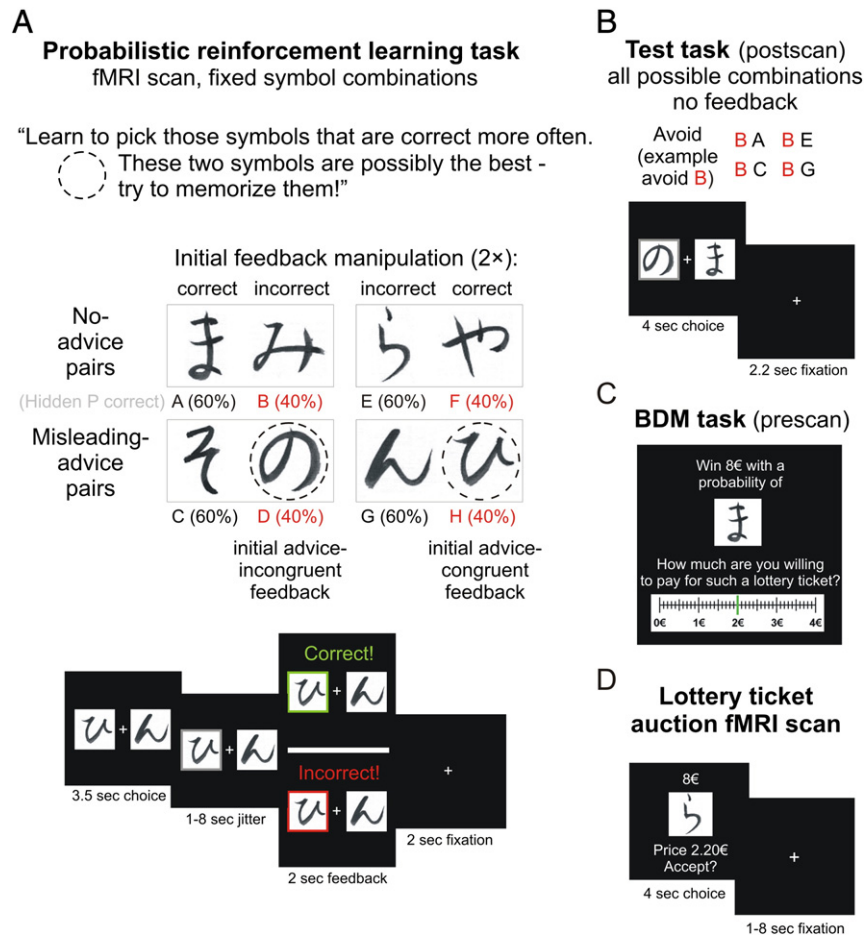 A
Probabilistic reinforcement learning task
fMRI scan, fixed symbol combinations
“Learn to pick those symbols that are correct more often.
These two symbols are possibly the best -
try to memorize them!”
Initial feedback manipulation (2×):
correct incorrect incorrect correct
No-
advice
pairs
ま み ら や
(Hidden P correct) A (60%) B (40%) E (60%) F (40%)
Misleading-
advice
pairs
そ の ん ひ
C (60%) D (40%) G (60%) H (40%)
initial advice-
incongruent
feedback
initial advice-
congruent
feedback
ひ + ん
3.5 sec choice
ひ + ん
1-8 sec jitter
Correct!
ひ + ん
Incorrect!
ひ + ん
2 sec feedback
+
2 sec fixation
B
Test task (postscan)
all possible combinations
no feedback
Avoid
(example
avoid B)
B A B E
B C B G
の + ま
4 sec choice
+
2.2 sec fixation
C
BDM task (prescan)
Win 8€ with a
probability of
ま
How much are you willing
to pay for such a lottery ticket?
0€ 1€ 2€ 3€ 4€
D
Lottery ticket
auction fMRI scan
8€
ら
Price 2.20€
Accept?
4 sec choice
+
1-8 sec fixation